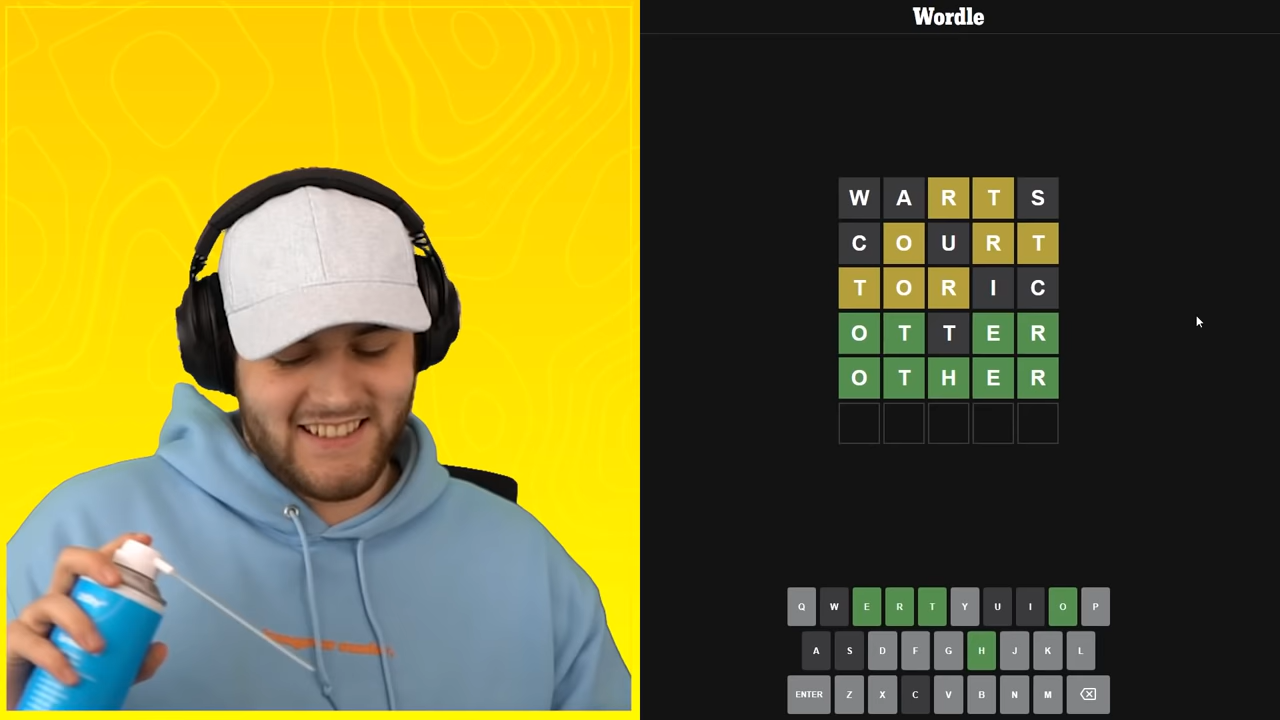 Wordle
W A R T S
C O U R T
T O R I C
O T T E R
O T H E R
Q W E R T Y U I O P
A S D F G H J K L
ENTER Z X C V B N M